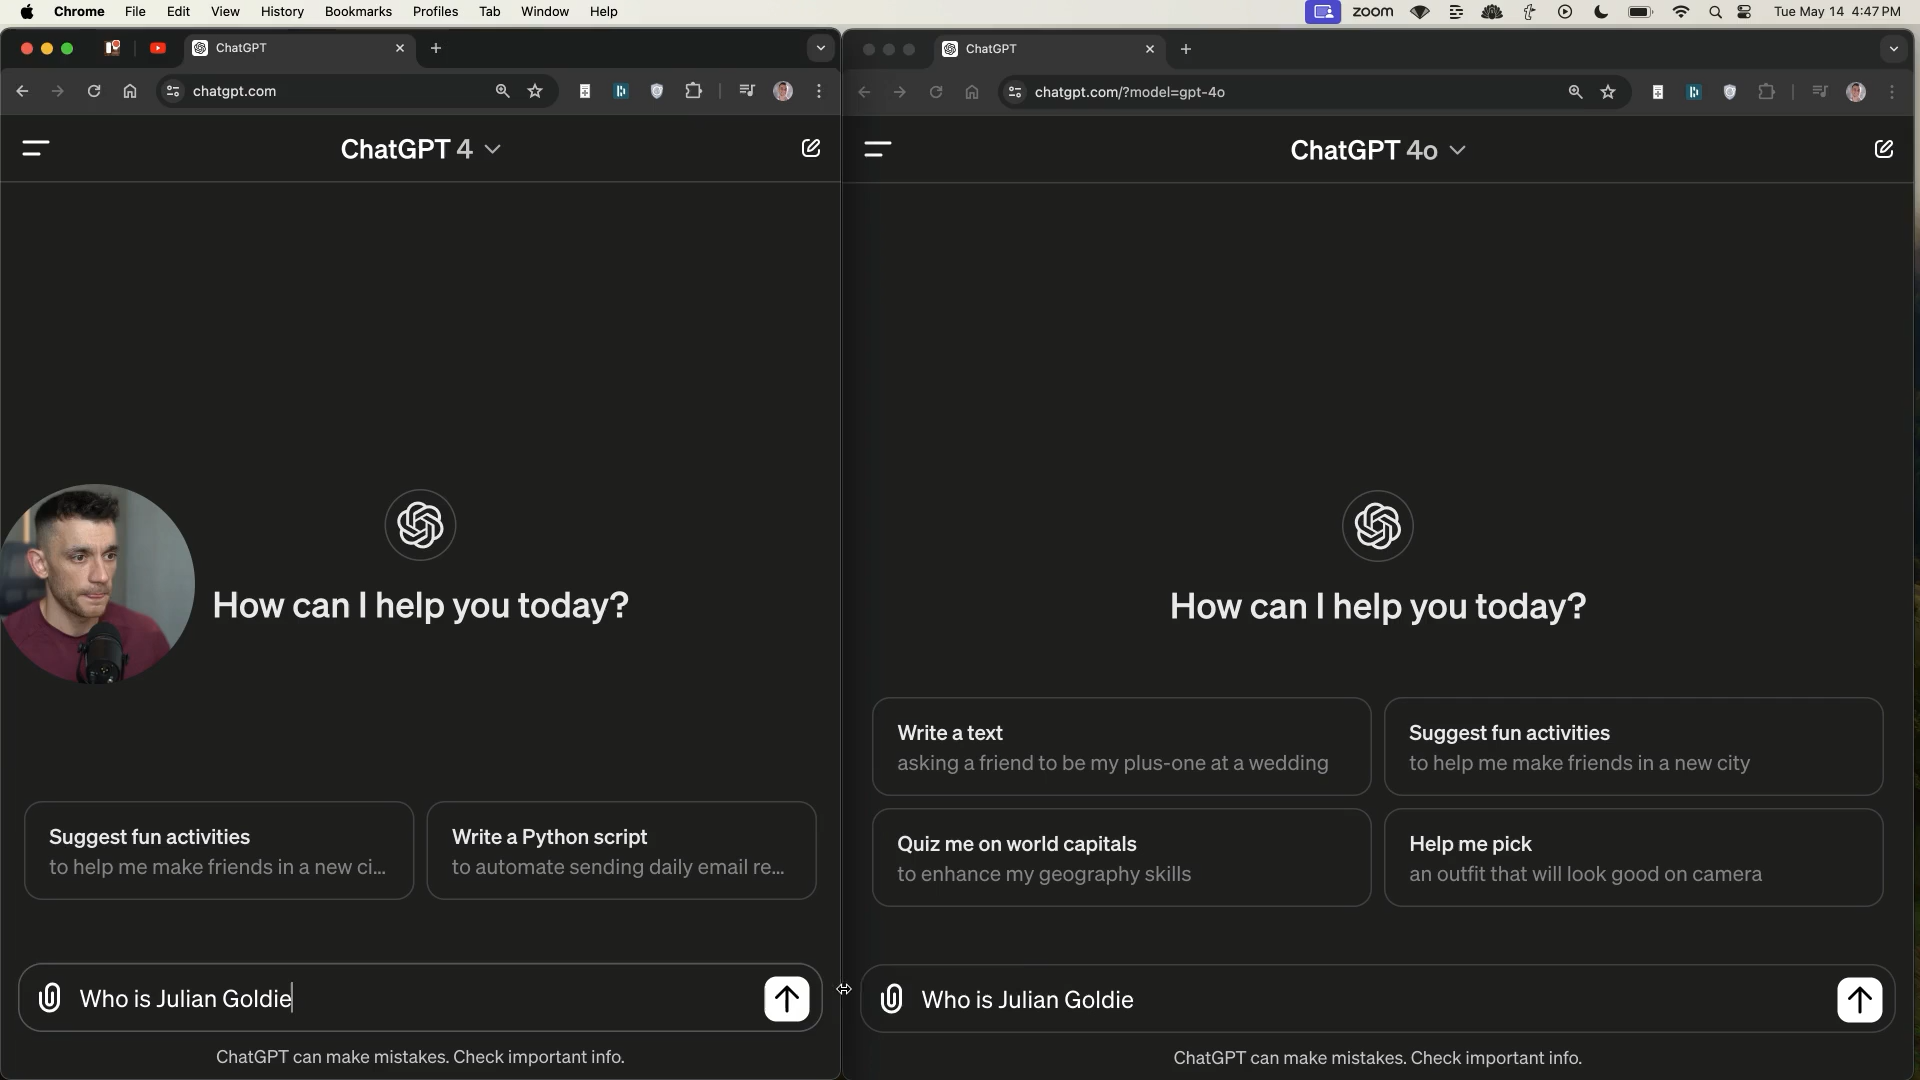 Chrome File Edit View History Bookmarks Profiles Tab Window Help
zoom
Tue May 14 4:47 PM
ChatGPT
chatgpt.com
ChatGPT 4
How can I help you today?
Suggest fun activities
to help me make friends in a new ci...
Write a Python script
to automate sending daily email re...
Who is Julian Goldie
ChatGPT can make mistakes. Check important info.
ChatGPT
chatgpt.com/?model=gpt-4o
ChatGPT 4o
How can I help you today?
Write a text
asking a friend to be my plus-one at a wedding
Suggest fun activities
to help me make friends in a new city
Quiz me on world capitals
to enhance my geography skills
Help me pick
an outfit that will look good on camera
Who is Julian Goldie
ChatGPT can make mistakes. Check important info.